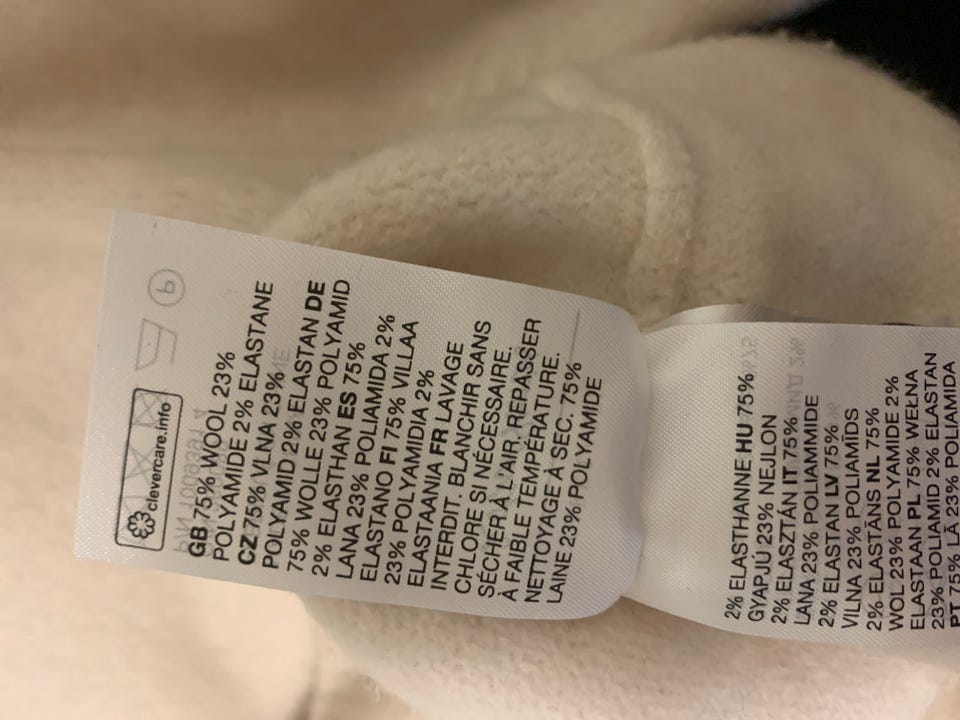 clevercare.info
GB 75% WOOL 23%
POLYAMIDE 2% ELASTANE
CZ 75% VLNA 23%
POLYAMID 2% ELASTAN DE
75% WOLLE 23% POLYAMID
2% ELASTHAN ES 75%
LANA 23% POLIAMIDA 2%
ELASTANO FI 75% VILLAA
23% POLYAMIDIA 2%
ELASTANIA FR LAVAGE
INTERDIT. BLANCHIR SANS
CHLORE SI NÉCESSAIRE.
SÉCHER À L'AIR, REPASSER
À FAIBLE TEMPÉRATURE.
NETTOYAGE À SEC. 75%
LAINE 23% POLYAMIDE
2% ELASTHANNE HU 75%
GYAPJÚ 23% NEJLON
2% ELASZTÁN IT 75%
LANA 23% POLIAMMIDE
2% ELASTAN LV 75%
VILNA 23% POLIAMĪDS
2% ELASTĀNS NL 75%
WOL 23% POLYAMIDE 2%
ELASTAAN PL 75% WEŁNA
23% POLIAMID 2% ELASTAN
PT 75% LÃ 23% POLIAMIDA